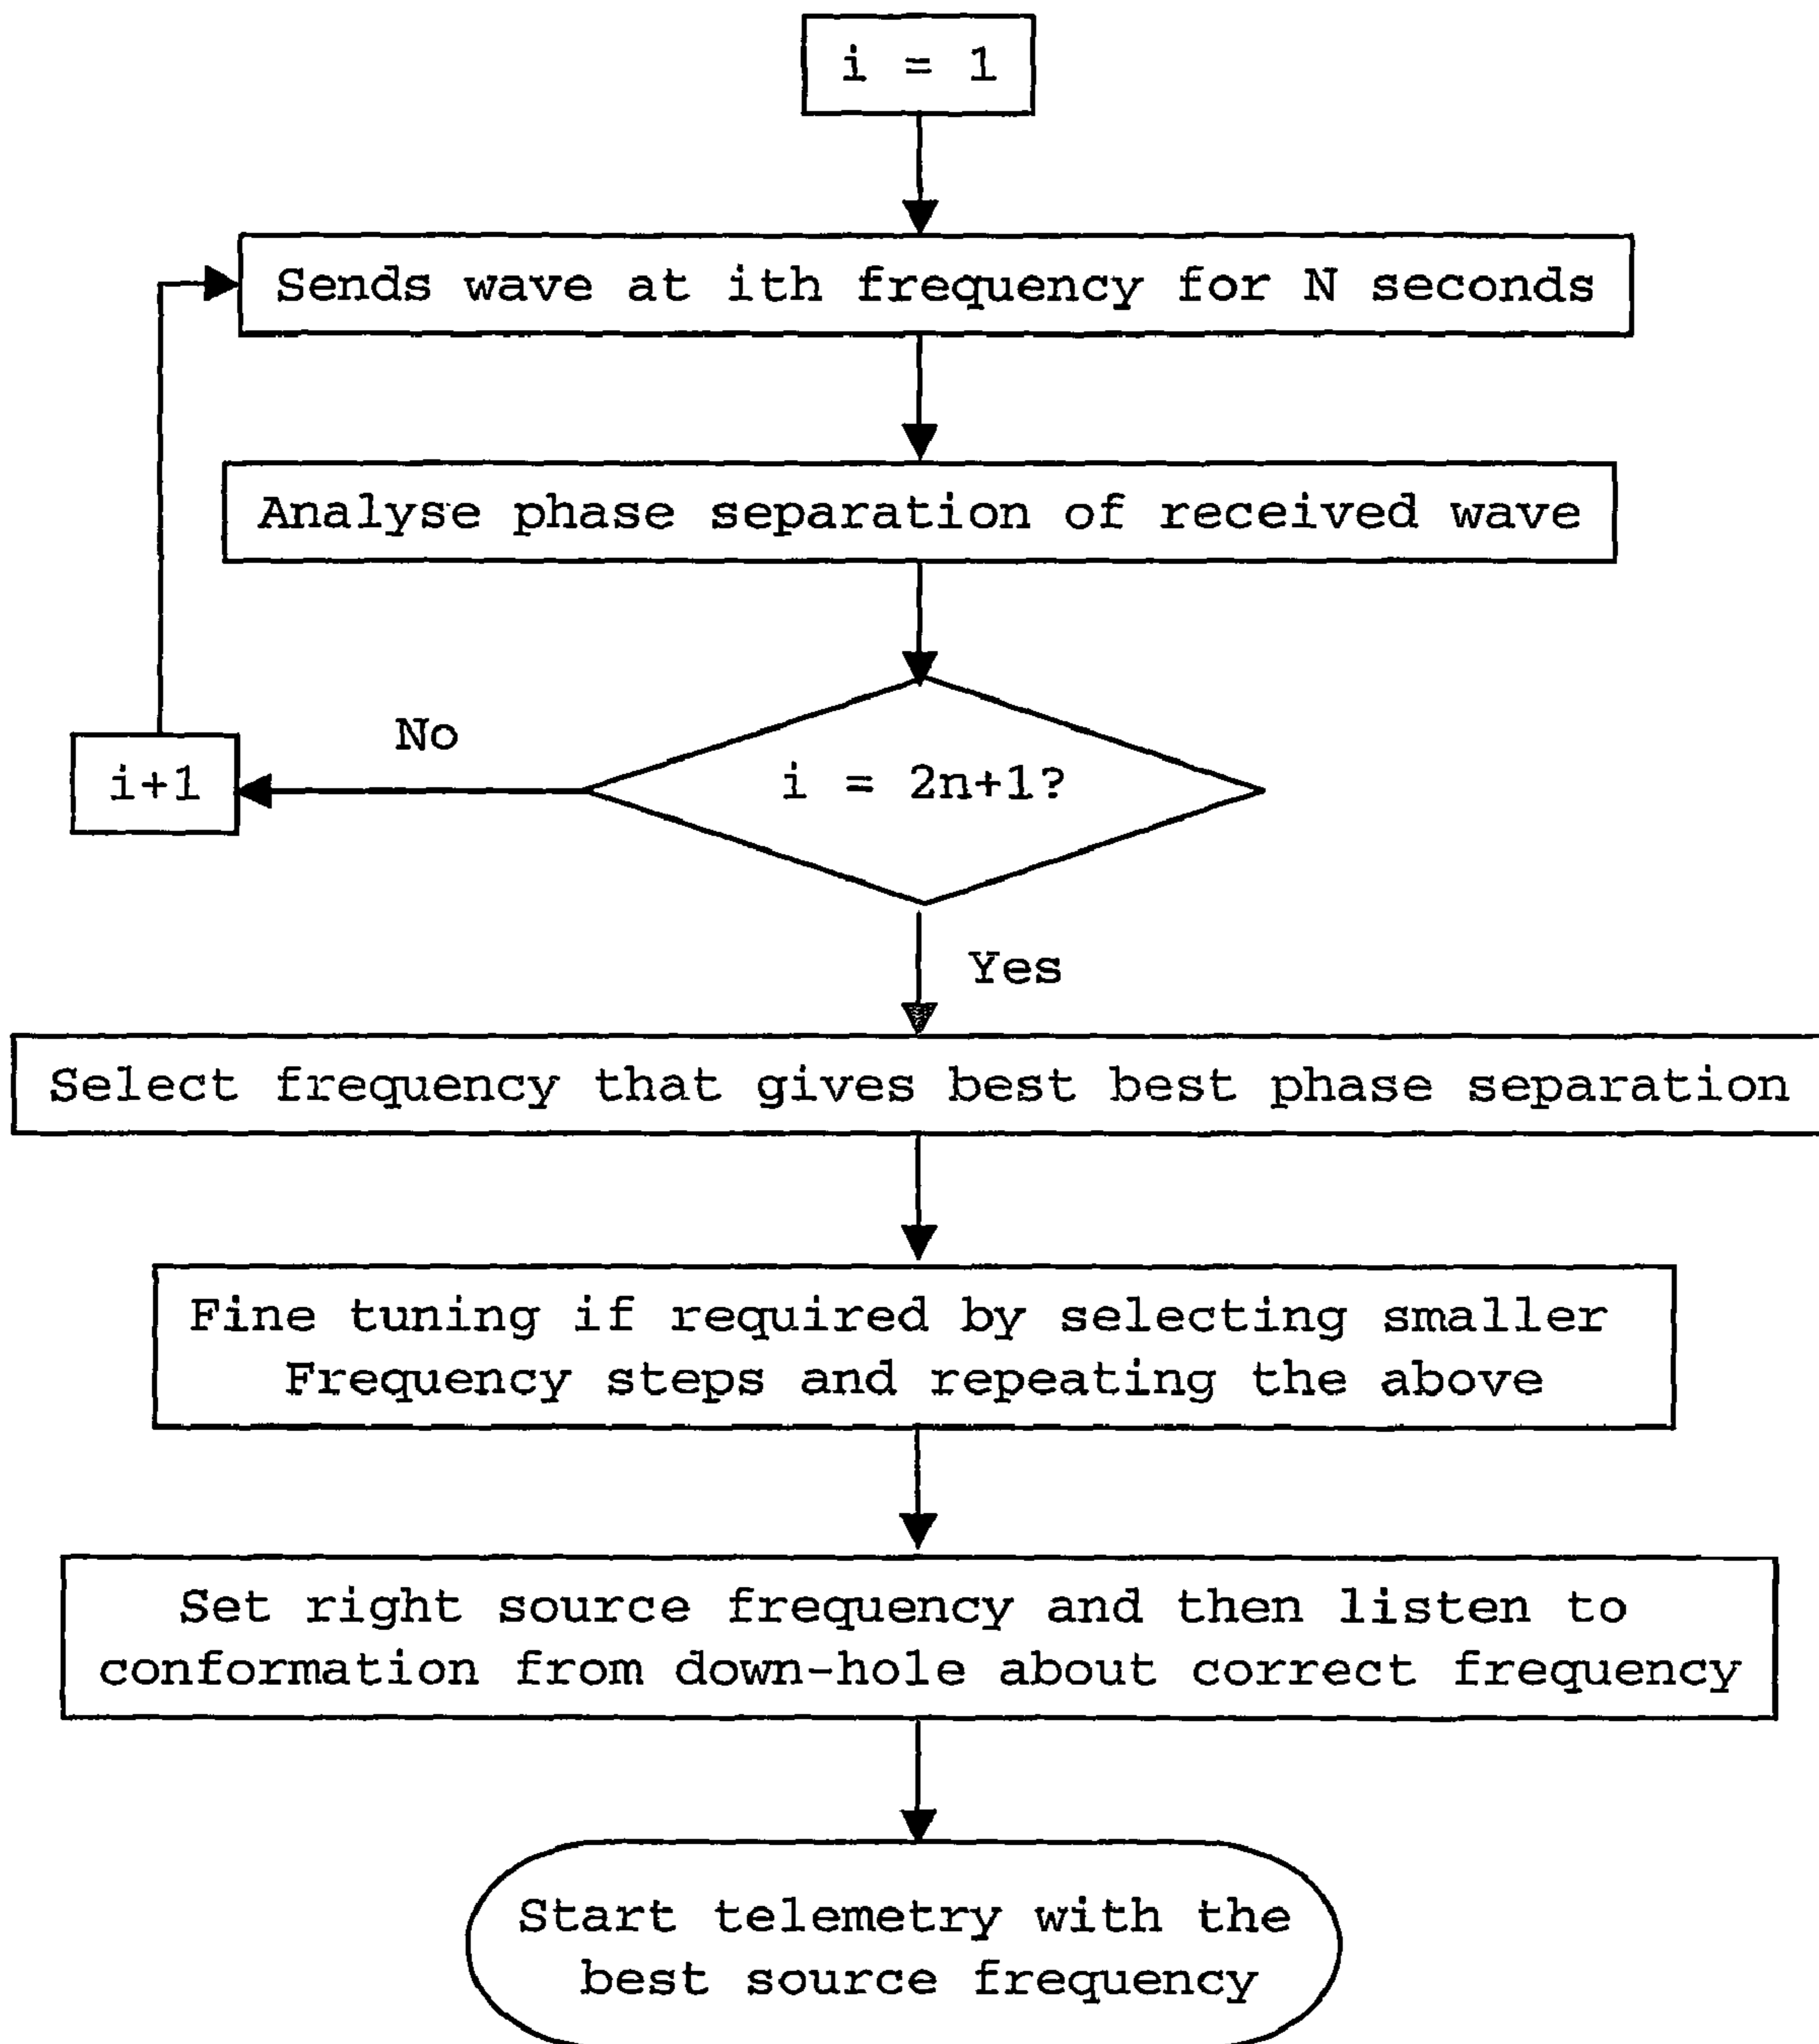 i = 1
Sends wave at ith frequency for N seconds
Analyse phase separation of received wave
No
i+1
i = 2n+1?
Yes
Select frequency that gives best best phase separation
Fine tuning if required by selecting smaller
Frequency steps and repeating the above
Set right source frequency and then listen to
conformation from down-hole about correct frequency
Start telemetry with the
best source frequency